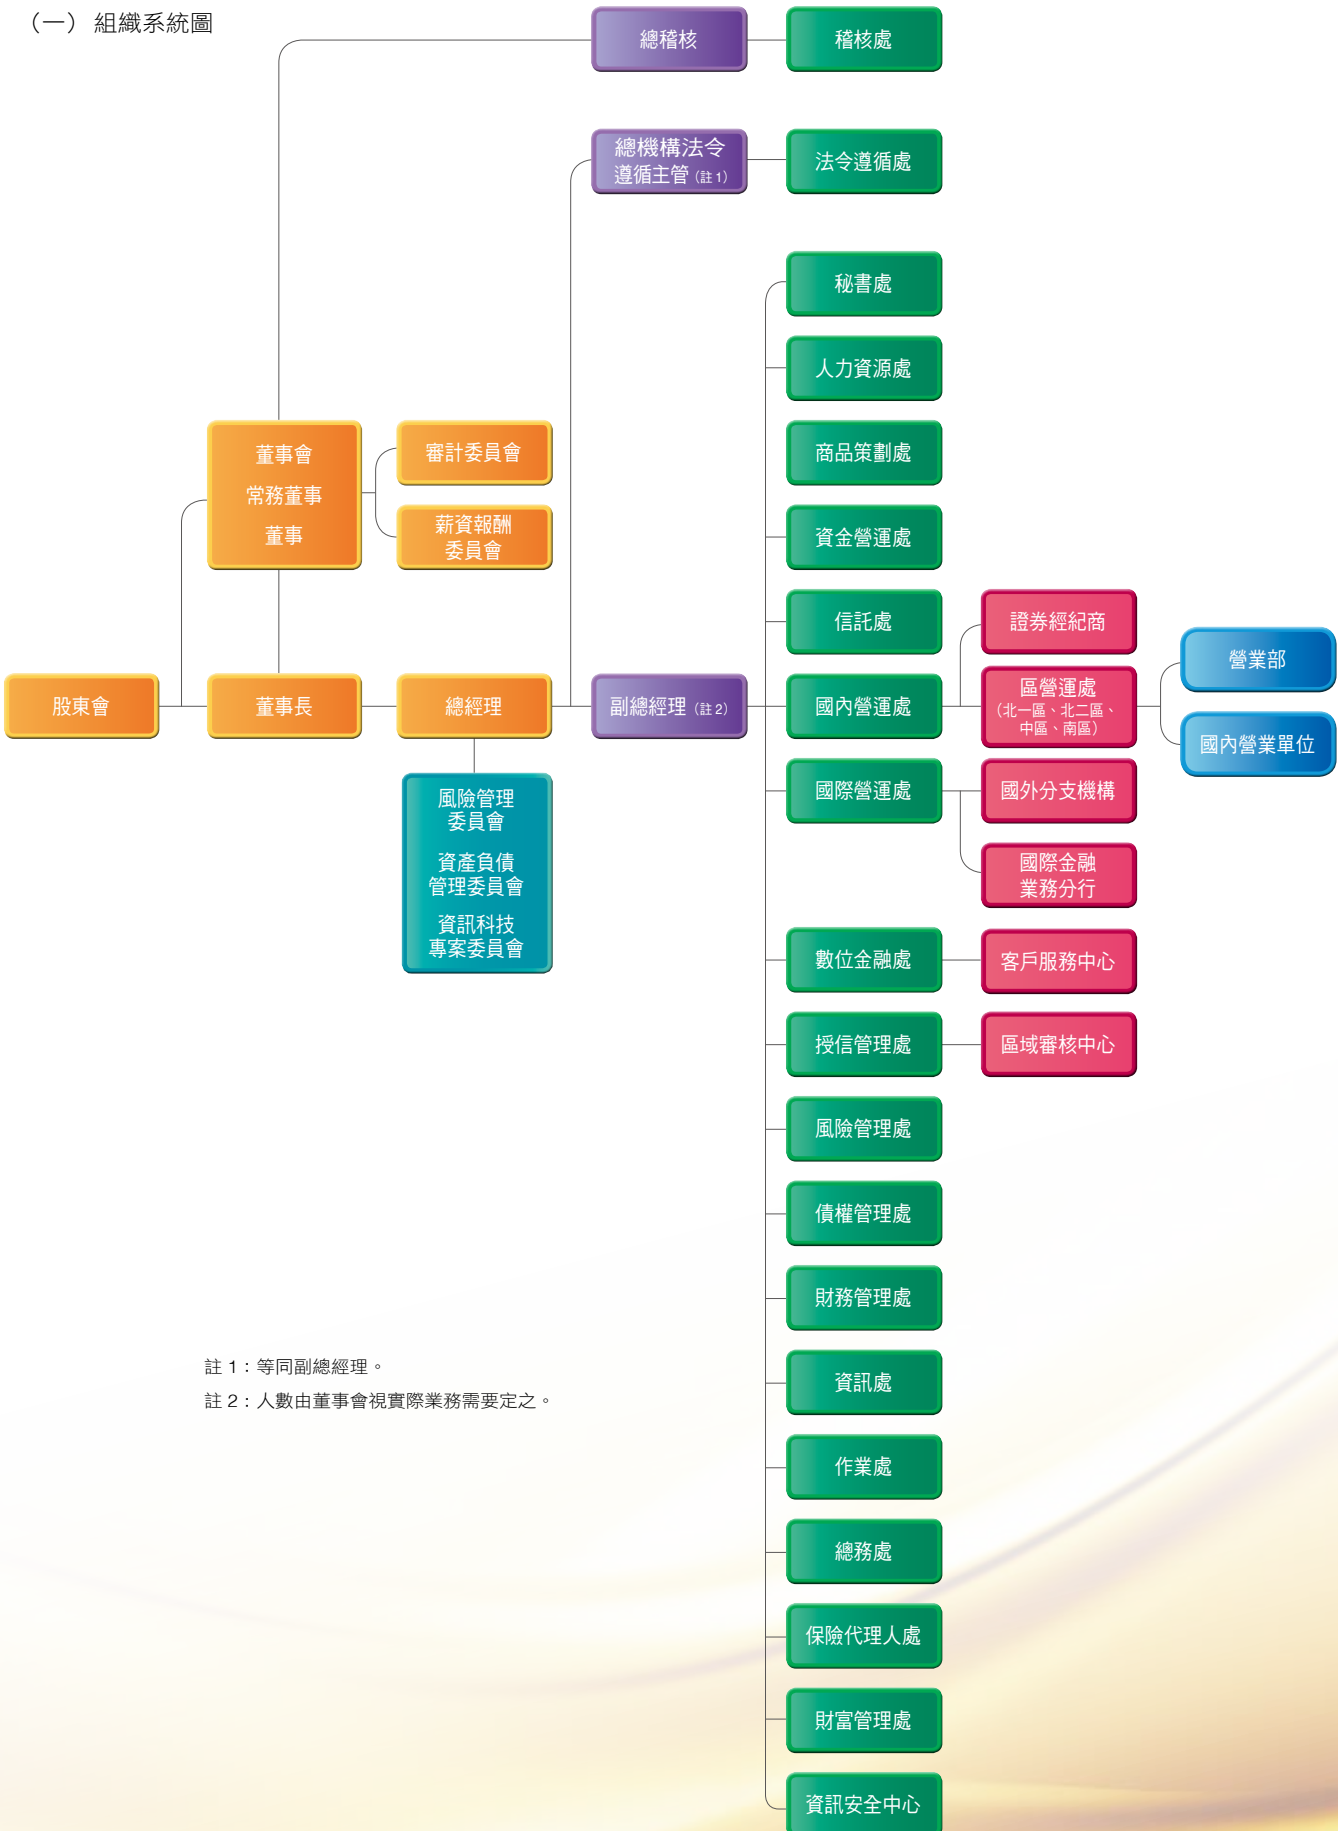 （一） 組織系統圖
總稽核
稽核處
總機構法令
遵循主管（註 1）
法令遵循處
秘書處
人力資源處
商品策劃處
資金營運處
信託處
國內營運處
國際營運處
數位金融處
授信管理處
風險管理處
債權管理處
財務管理處
資訊處
作業處
總務處
保險代理人處
財富管理處
資訊安全中心
董事會
常務董事
董事
審計委員會
薪資報酬
委員會
股東會
董事長
總經理
副總經理（註 2）
風險管理
委員會
資產負債
管理委員會
資訊科技
專案委員會
證券經紀商
區營運處
（北一區、北二區、
中區、南區）
國外分支機構
國際金融
業務分行
客戶服務中心
區域審核中心
營業部
國內營業單位
註 1：等同副總經理。
註 2：人數由董事會視實際業務需要定之。